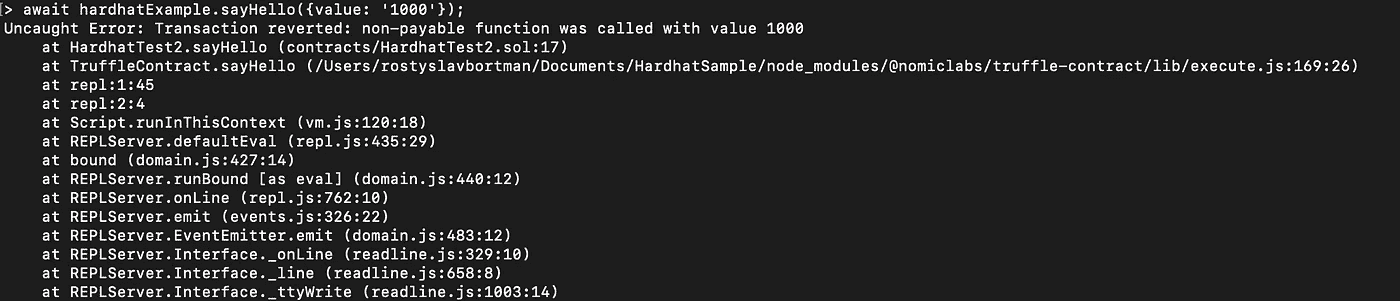 [> await hardhatExample.sayHello({value: '1000'});
Uncaught Error: Transaction reverted: non-payable function was called with value 1000
    at HardhatTest2.sayHello (contracts/HardhatTest2.sol:17)
    at TruffleContract.sayHello (/Users/rostyslavbortman/Documents/HardhatSample/node_modules/@nomiclabs/truffle-contract/lib/execute.js:169:26)
    at repl:1:45
    at repl:2:4
    at Script.runInThisContext (vm.js:120:18)
    at REPLServer.defaultEval (repl.js:435:29)
    at bound (domain.js:427:14)
    at REPLServer.runBound [as eval] (domain.js:440:12)
    at REPLServer.onLine (repl.js:762:10)
    at REPLServer.emit (events.js:326:22)
    at REPLServer.EventEmitter.emit (domain.js:483:12)
    at REPLServer.Interface._onLine (readline.js:329:10)
    at REPLServer.Interface._line (readline.js:658:8)
    at REPLServer.Interface._ttyWrite (readline.js:1003:14)